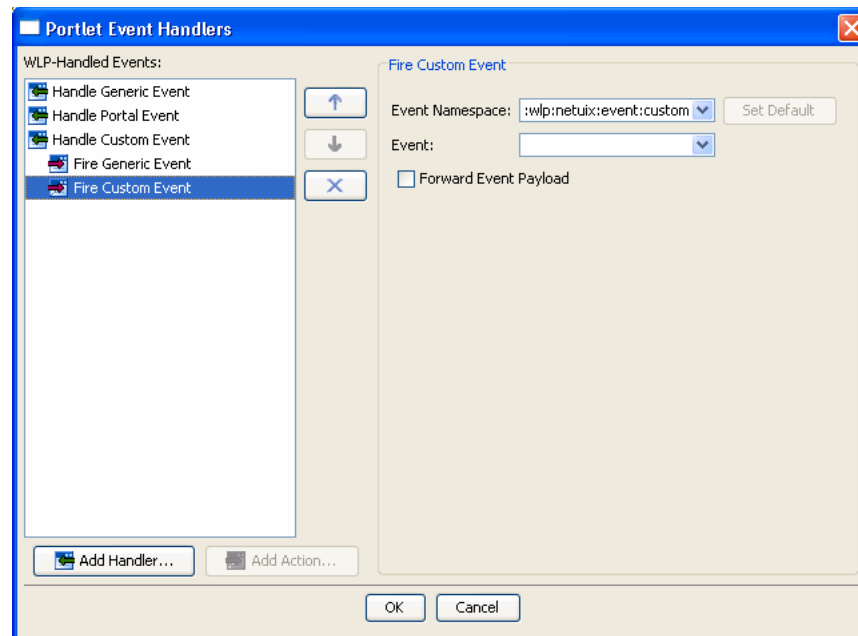 Portlet Event Handlers
WLP-Handled Events:
Handle Generic Event
Handle Portal Event
Handle Custom Event
Fire Generic Event
Fire Custom Event
Add Handler...
Add Action...
Fire Custom Event
Event Namespace: :wlp:netuix:event:custom Set Default
Event:
Forward Event Payload
OK Cancel